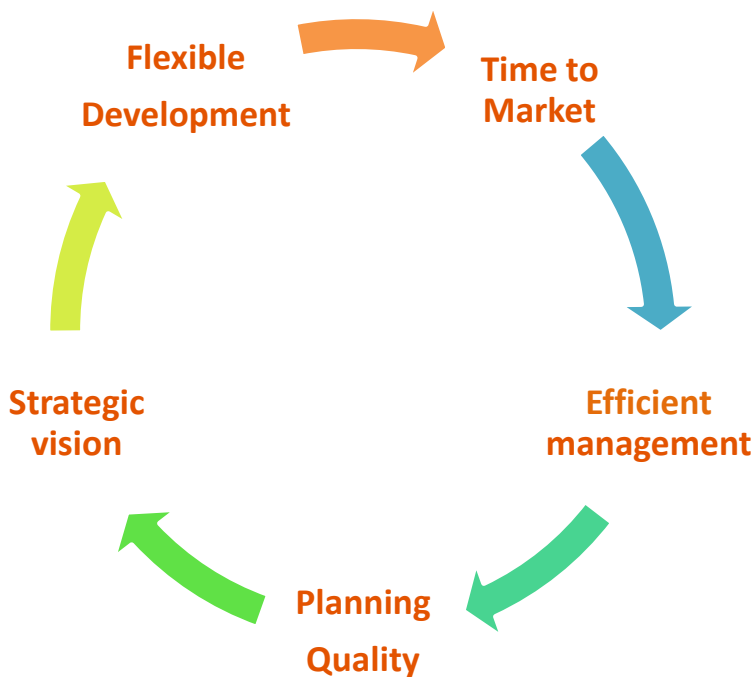 Flexible
Development
Time to
Market
Efficient
management
Planning
Quality
Strategic
vision